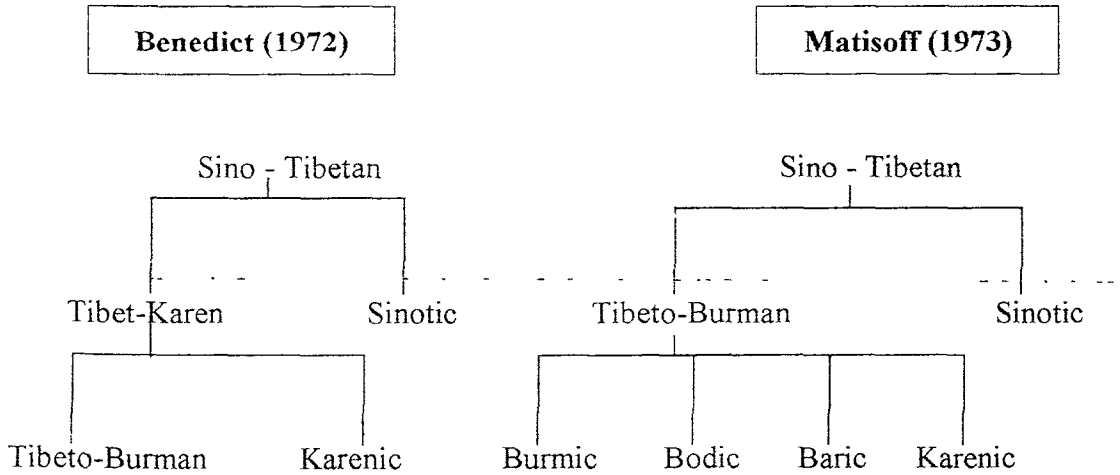 Benedict (1972) Matisoff (1973)
Sino - Tibetan Sino - Tibetan
Tibet-Karen Sinotic Tibeto-Burman Sinotic
Tibeto-Burman Karenic Burmic Bodic Baric Karenic